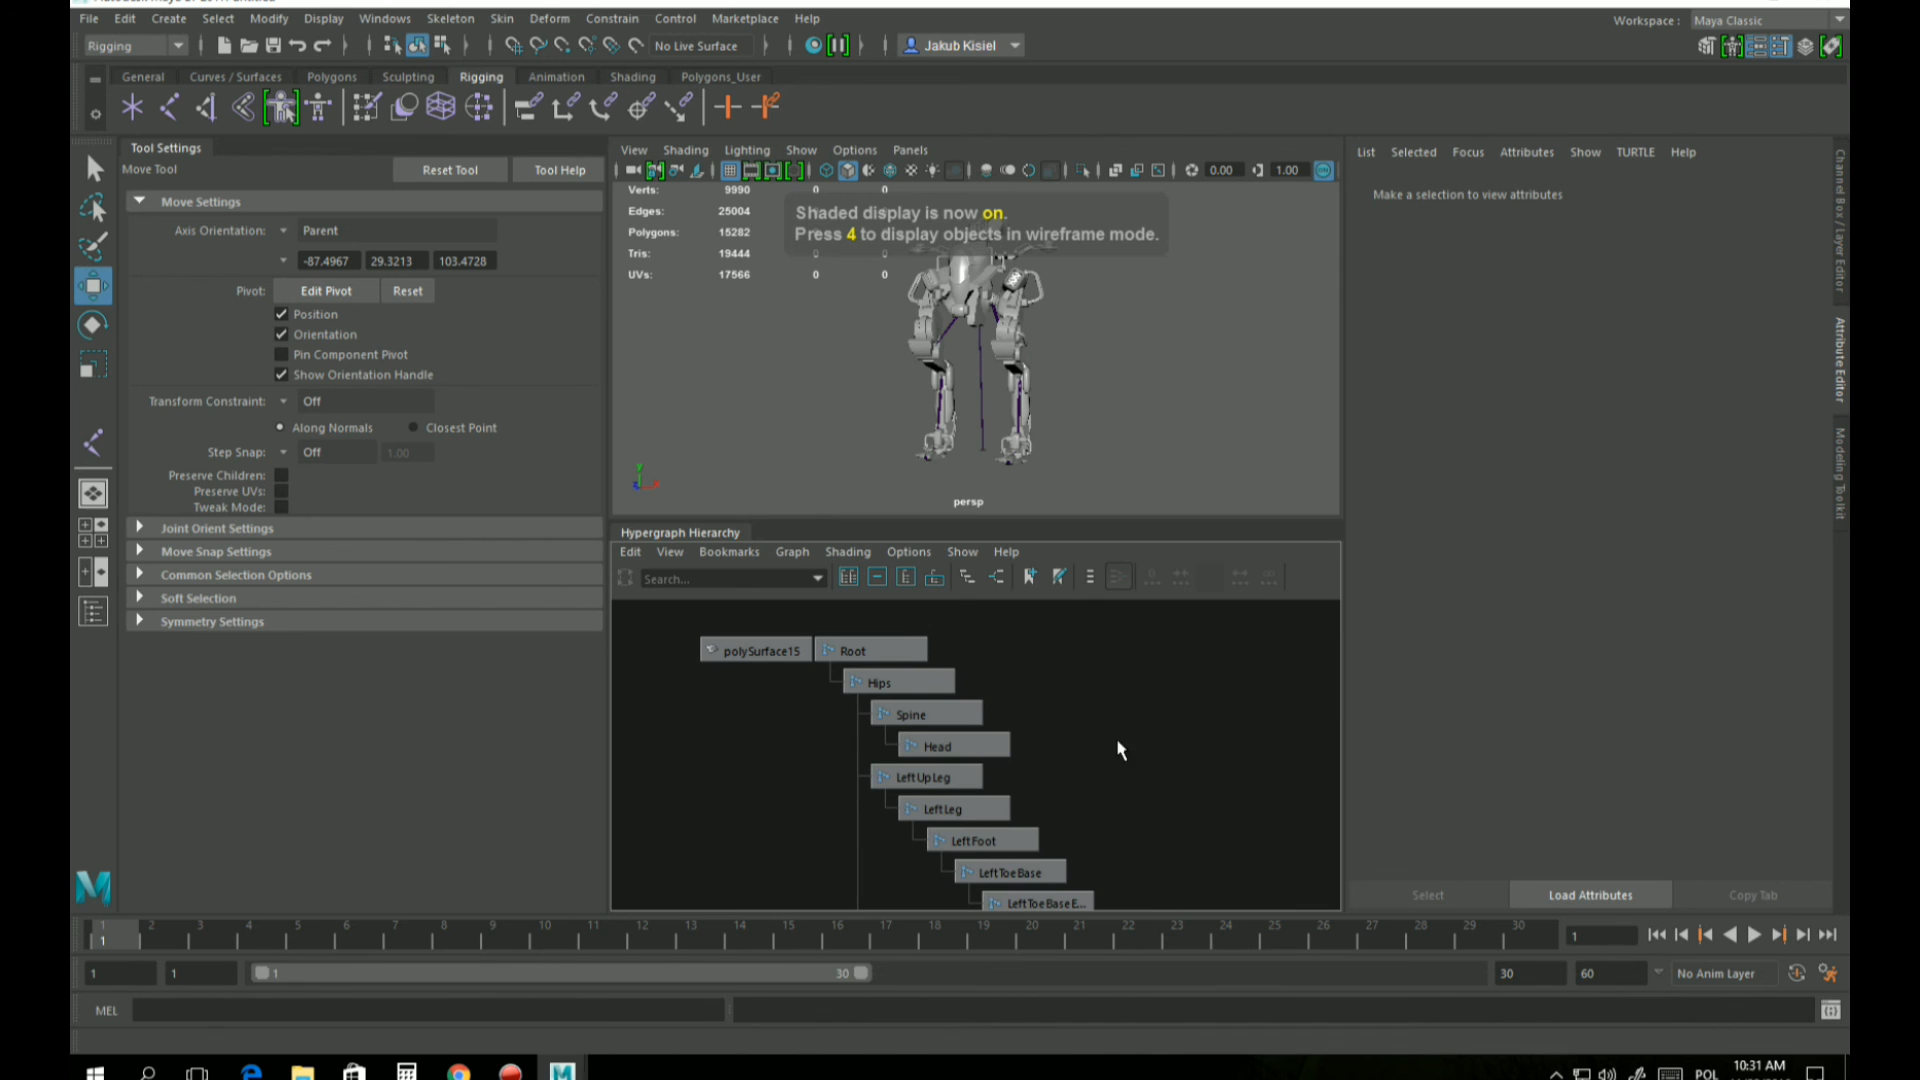 File Edit Create Select Modify Display Windows Skeleton Skin Deform Constrain Control Marketplace Help
Workspace : Maya Classic
Rigging No Live Surface Jakub Kisiel
General Curves / Surfaces Polygons Sculpting Rigging Animation Shading Polygons_User
Tool Settings
Move Tool Reset Tool Tool Help
Move Settings
Axis Orientation: Parent
-87.4967 29.3213 103.4728
Pivot: Edit Pivot Reset
Position
Orientation
Pin Component Pivot
Show Orientation Handle
Transform Constraint: Off
Along Normals Closest Point
Step Snap: Off 1.00
Preserve Children:
Preserve UVs:
Tweak Mode:
Joint Orient Settings
Move Snap Settings
Common Selection Options
Soft Selection
Symmetry Settings
View Shading Lighting Show Options Panels
0.00 1.00
Verts: 9990 0 0
Edges: 25004
Polygons: 15282
Tris: 19444 0 0
UVs: 17566 0 0
Shaded display is now on.
Press 4 to display objects in wireframe mode.
persp
Hypergraph Hierarchy
Edit View Bookmarks Graph Shading Options Show Help
Search...
polySurface15 Root
Hips
Spine
Head
LeftUpLeg
LeftLeg
LeftFoot
LeftToeBase
LeftToeBaseE...
List Selected Focus Attributes Show TURTLE Help
Make a selection to view attributes
Channel Box / Layer Editor
Attribute Editor
Modeling Toolkit
Select Load Attributes Copy Tab
1 2 3 4 5 6 7 8 9 10 11 12 13 14 15 16 17 18 19 20 21 22 23 24 25 26 27 28 29 30
1 1
1 1 1 30 30 60 No Anim Layer
MEL
POL 10:31 AM